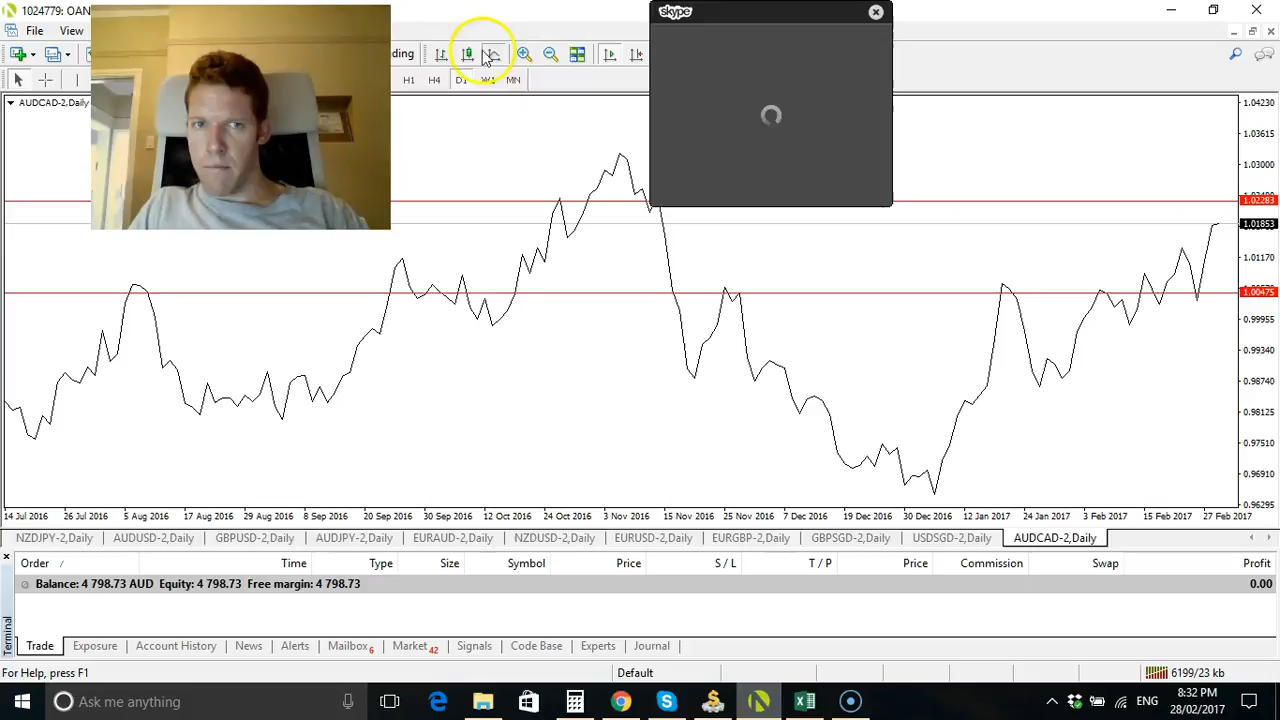 1024779: OAN
skype
File View
ding
H1 H4 D1 W1 MN
AUDCAD-2,Daily
1.04230
1.03615
1.03000
1.02283
1.01853
1.01170
1.00475
0.99955
0.99340
0.98740
0.98125
0.97510
0.96910
0.96295
14 Jul 2016 26 Jul 2016 5 Aug 2016 17 Aug 2016 29 Aug 2016 8 Sep 2016 20 Sep 2016 30 Sep 2016 12 Oct 2016 24 Oct 2016 3 Nov 2016 15 Nov 2016 25 Nov 2016 7 Dec 2016 19 Dec 2016 30 Dec 2016 12 Jan 2017 24 Jan 2017 3 Feb 2017 15 Feb 2017 27 Feb 2017
NZDJPY-2,Daily AUDUSD-2,Daily GBPUSD-2,Daily AUDJPY-2,Daily EURAUD-2,Daily NZDUSD-2,Daily EURUSD-2,Daily EURGBP-2,Daily GBPSGD-2,Daily USDSGD-2,Daily AUDCAD-2,Daily
Order / Time Type Size Symbol Price S / L T / P Price Commission Swap Profit
Balance: 4 798.73 AUD Equity: 4 798.73 Free margin: 4 798.73 0.00
Terminal
Trade Exposure Account History News Alerts Mailbox 6 Market 42 Signals Code Base Experts Journal
For Help, press F1 Default 6199/23 kb
Ask me anything ENG 8:32 PM
28/02/2017